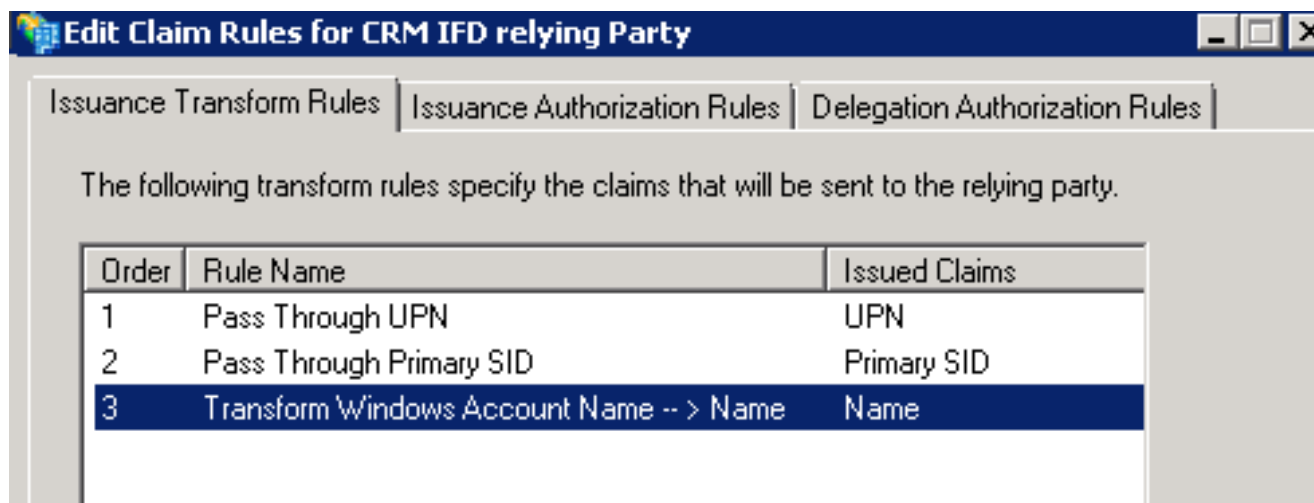 Edit Claim Rules for CRM IFD relying Party
Issuance Transform Rules Issuance Authorization Rules Delegation Authorization Rules
The following transform rules specify the claims that will be sent to the relying party.
Order Rule Name Issued Claims
1 Pass Through UPN UPN
2 Pass Through Primary SID Primary SID
3 Transform Windows Account Name -- > Name Name